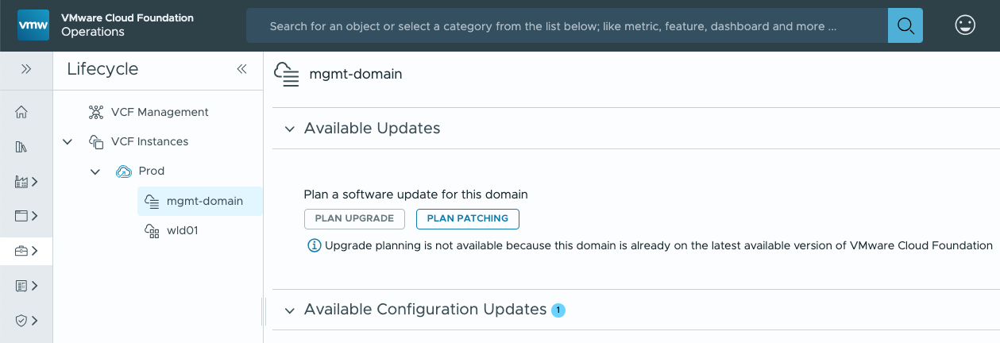 vmw
VMware Cloud Foundation
Operations
Search for an object or select a category from the list below; like metric, feature, dashboard and more ...
Lifecycle
VCF Management
VCF Instances
Prod
mgmt-domain
wld01
mgmt-domain
Available Updates
Plan a software update for this domain
PLAN UPGRADE PLAN PATCHING
Upgrade planning is not available because this domain is already on the latest available version of VMware Cloud Foundation
Available Configuration Updates 1